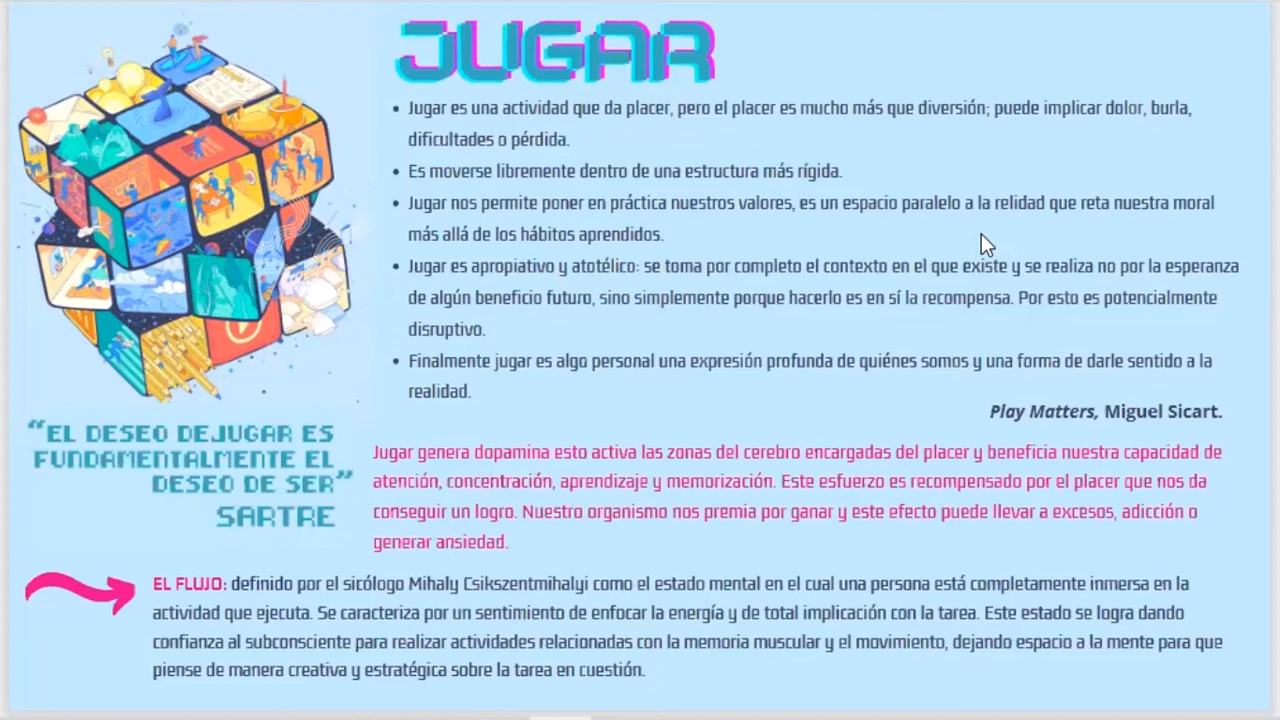 JUGAR
• Jugar es una actividad que da placer, pero el placer es mucho más que diversión; puede implicar dolor, burla,
dificultades o pérdida.
• Es moverse libremente dentro de una estructura más rígida.
• Jugar nos permite poner en práctica nuestros valores, es un espacio paralelo a la relidad que reta nuestra moral
más allá de los hábitos aprendidos.
• Jugar es apropiativo y atotélico: se toma por completo el contexto en el que existe y se realiza no por la esperanza
de algún beneficio futuro, sino simplemente porque hacerlo es en sí la recompensa. Por esto es potencialmente
disruptivo.
• Finalmente jugar es algo personal una expresión profunda de quiénes somos y una forma de darle sentido a la
realidad.
Play Matters, Miguel Sicart.
“EL DESEO DEJUGAR ES
FUNDAMENTALMENTE EL
DESEO DE SER”
SARTRE
Jugar genera dopamina esto activa las zonas del cerebro encargadas del placer y beneficia nuestra capacidad de
atención, concentración, aprendizaje y memorización. Este esfuerzo es recompensado por el placer que nos da
conseguir un logro. Nuestro organismo nos premia por ganar y este efecto puede llevar a excesos, adicción o
generar ansiedad.
EL FLUJO: definido por el sicólogo Mihaly Csikszentmihalyi como el estado mental en el cual una persona está completamente inmersa en la
actividad que ejecuta. Se caracteriza por un sentimiento de enfocar la energía y de total implicación con la tarea. Este estado se logra dando
confianza al subconsciente para realizar actividades relacionadas con la memoria muscular y el movimiento, dejando espacio a la mente para que
piense de manera creativa y estratégica sobre la tarea en cuestión.